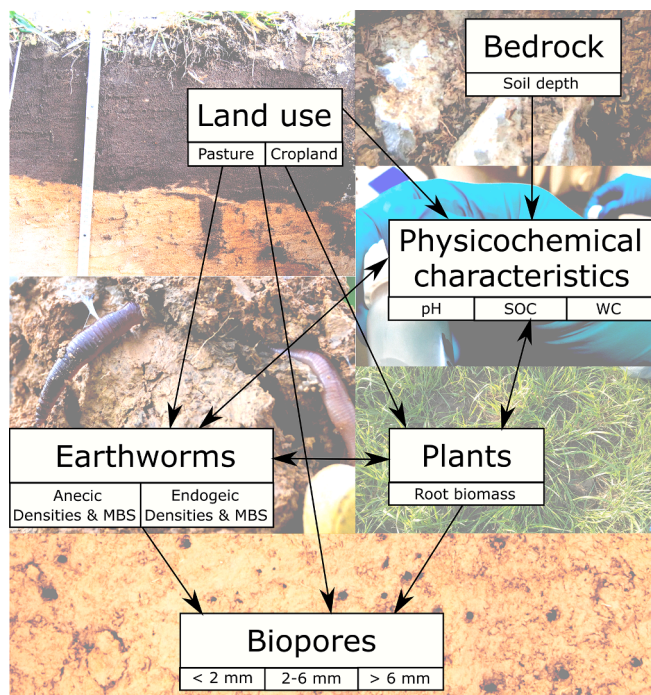 Bedrock
Soil depth
Land use
Pasture Cropland
Physicochemical
characteristics
pH SOC WC
Earthworms
Anecic
Densities & MBS
Endogeic
Densities & MBS
Plants
Root biomass
Biopores
< 2 mm 2-6 mm > 6 mm